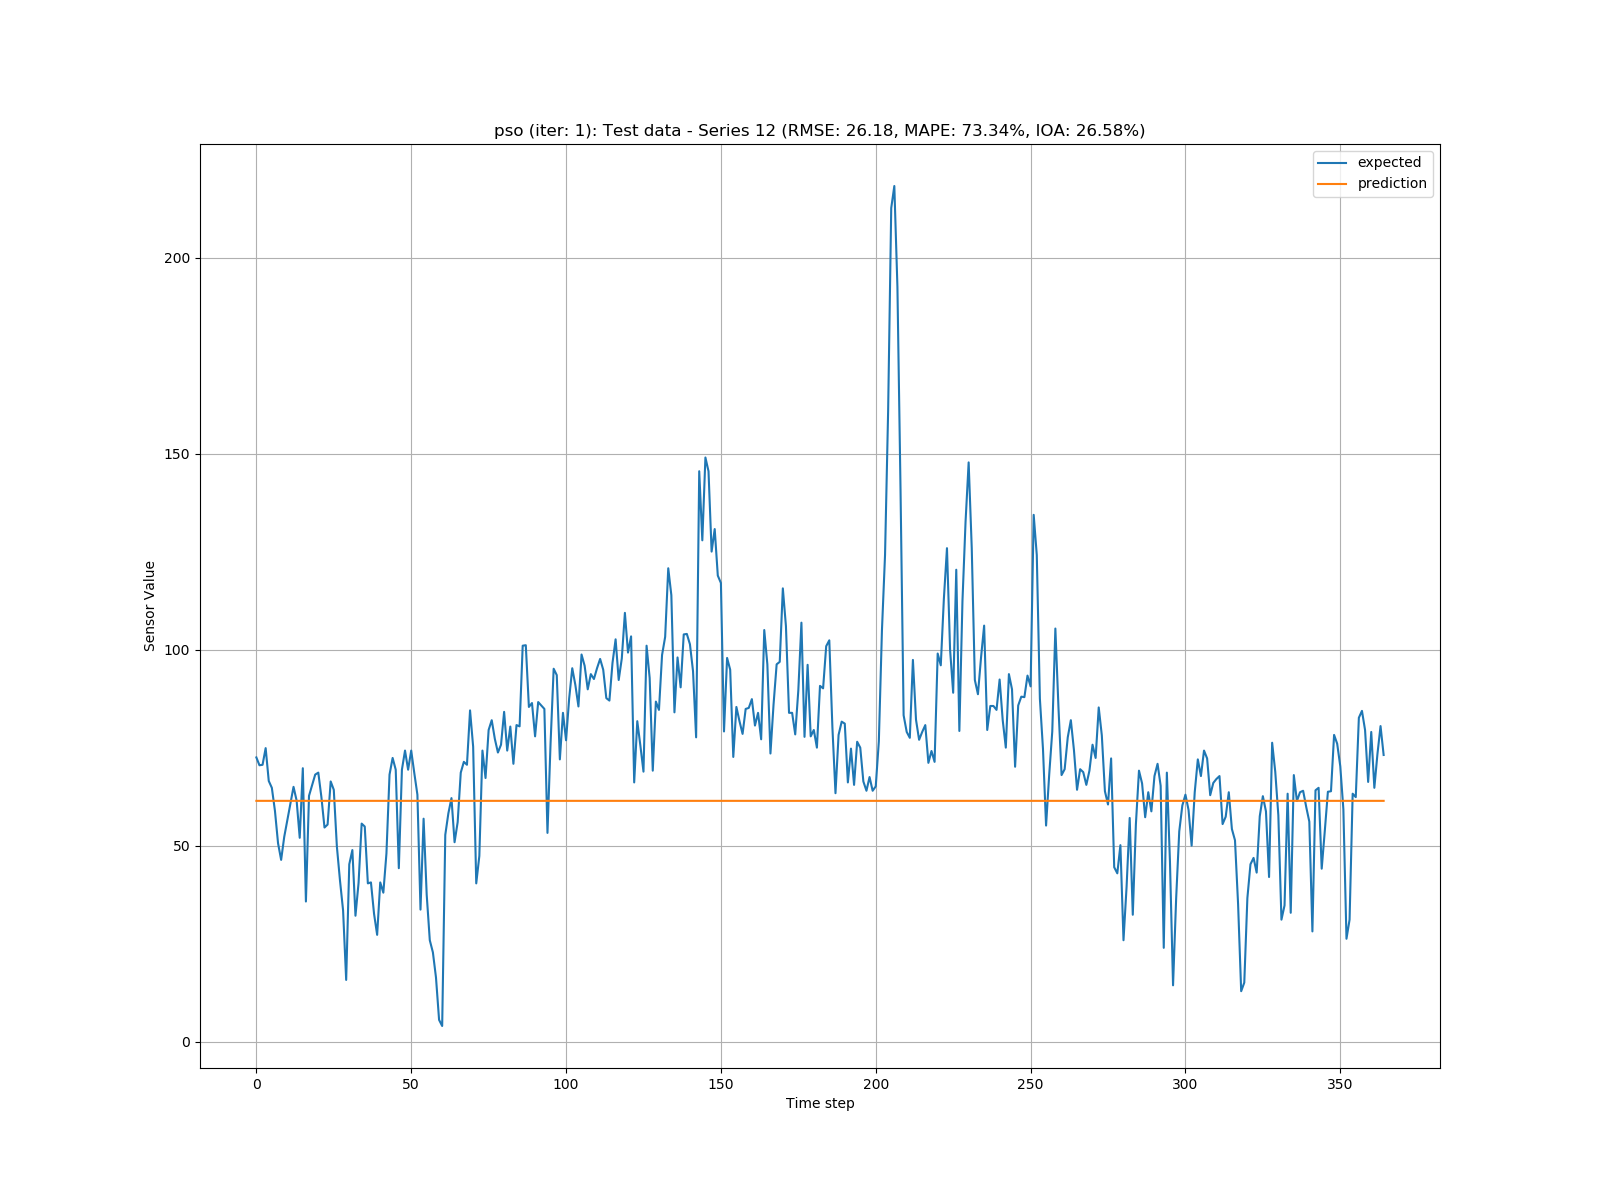 pso (iter: 1): Test data - Series 12 (RMSE: 26.18, MAPE: 73.34%, IOA: 26.58%)
expected
prediction
200
150
100
50
0
Sensor Value
0 50 100 150 200 250 300 350
Time step